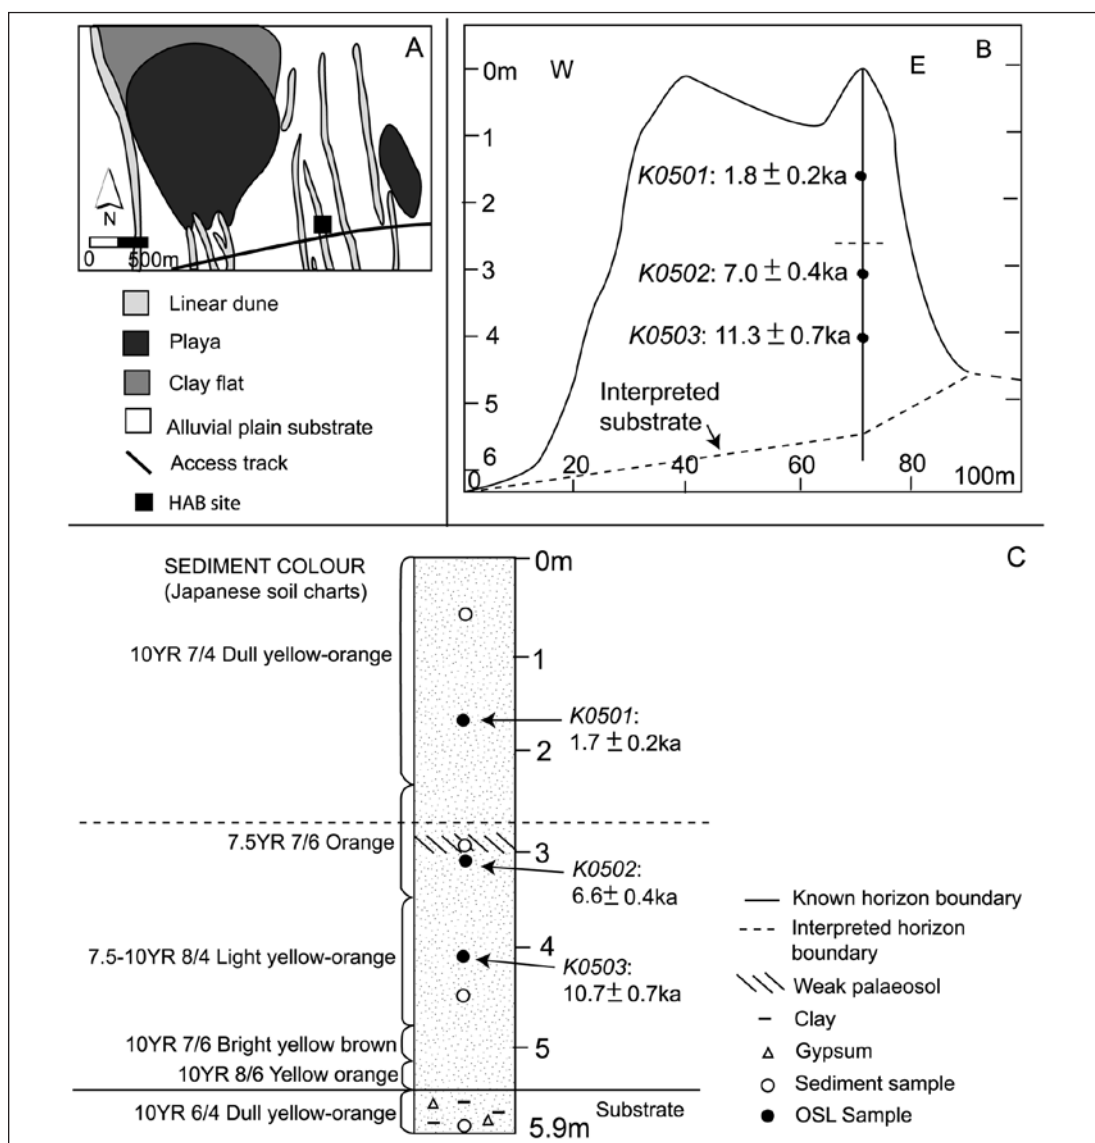 A
N
0 500m
Linear dune
Playa
Clay flat
Alluvial plain substrate
Access track
HAB site
B
W
E
0m
1
2
3
4
5
6
K0501: 1.8 ± 0.2ka
K0502: 7.0 ± 0.4ka
K0503: 11.3 ± 0.7ka
Interpreted
substrate
0 20 40 60 80 100m
C
SEDIMENT COLOUR
(Japanese soil charts)
10YR 7/4 Dull yellow-orange
7.5YR 7/6 Orange
7.5-10YR 8/4 Light yellow-orange
10YR 7/6 Bright yellow brown
10YR 8/6 Yellow orange
10YR 6/4 Dull yellow-orange
0m
1
2
3
4
5
5.9m
K0501:
1.7 ± 0.2ka
K0502:
6.6 ± 0.4ka
K0503:
10.7 ± 0.7ka
Substrate
Known horizon boundary
Interpreted horizon
boundary
Weak palaeosol
Clay
Gypsum
Sediment sample
OSL Sample